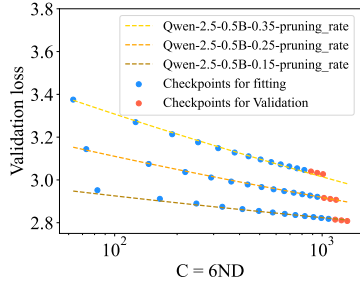 3.8
3.6
3.4
3.2
3.0
2.8
Validation loss
Qwen-2.5-0.5B-0.35-pruning_rate
Qwen-2.5-0.5B-0.25-pruning_rate
Qwen-2.5-0.5B-0.15-pruning_rate
Checkpoints for fitting
Checkpoints for Validation
10²
10³
C = 6ND